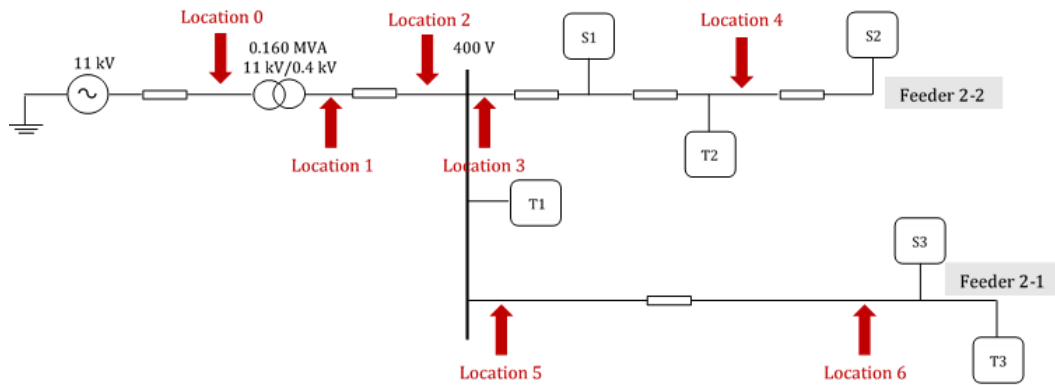 Location 0
Location 2
Location 4
S1
S2
11 kV
0.160 MVA
11 kV/0.4 kV
400 V
Feeder 2-2
Location 1
Location 3
T2
T1
S3
Feeder 2-1
Location 5
Location 6
T3